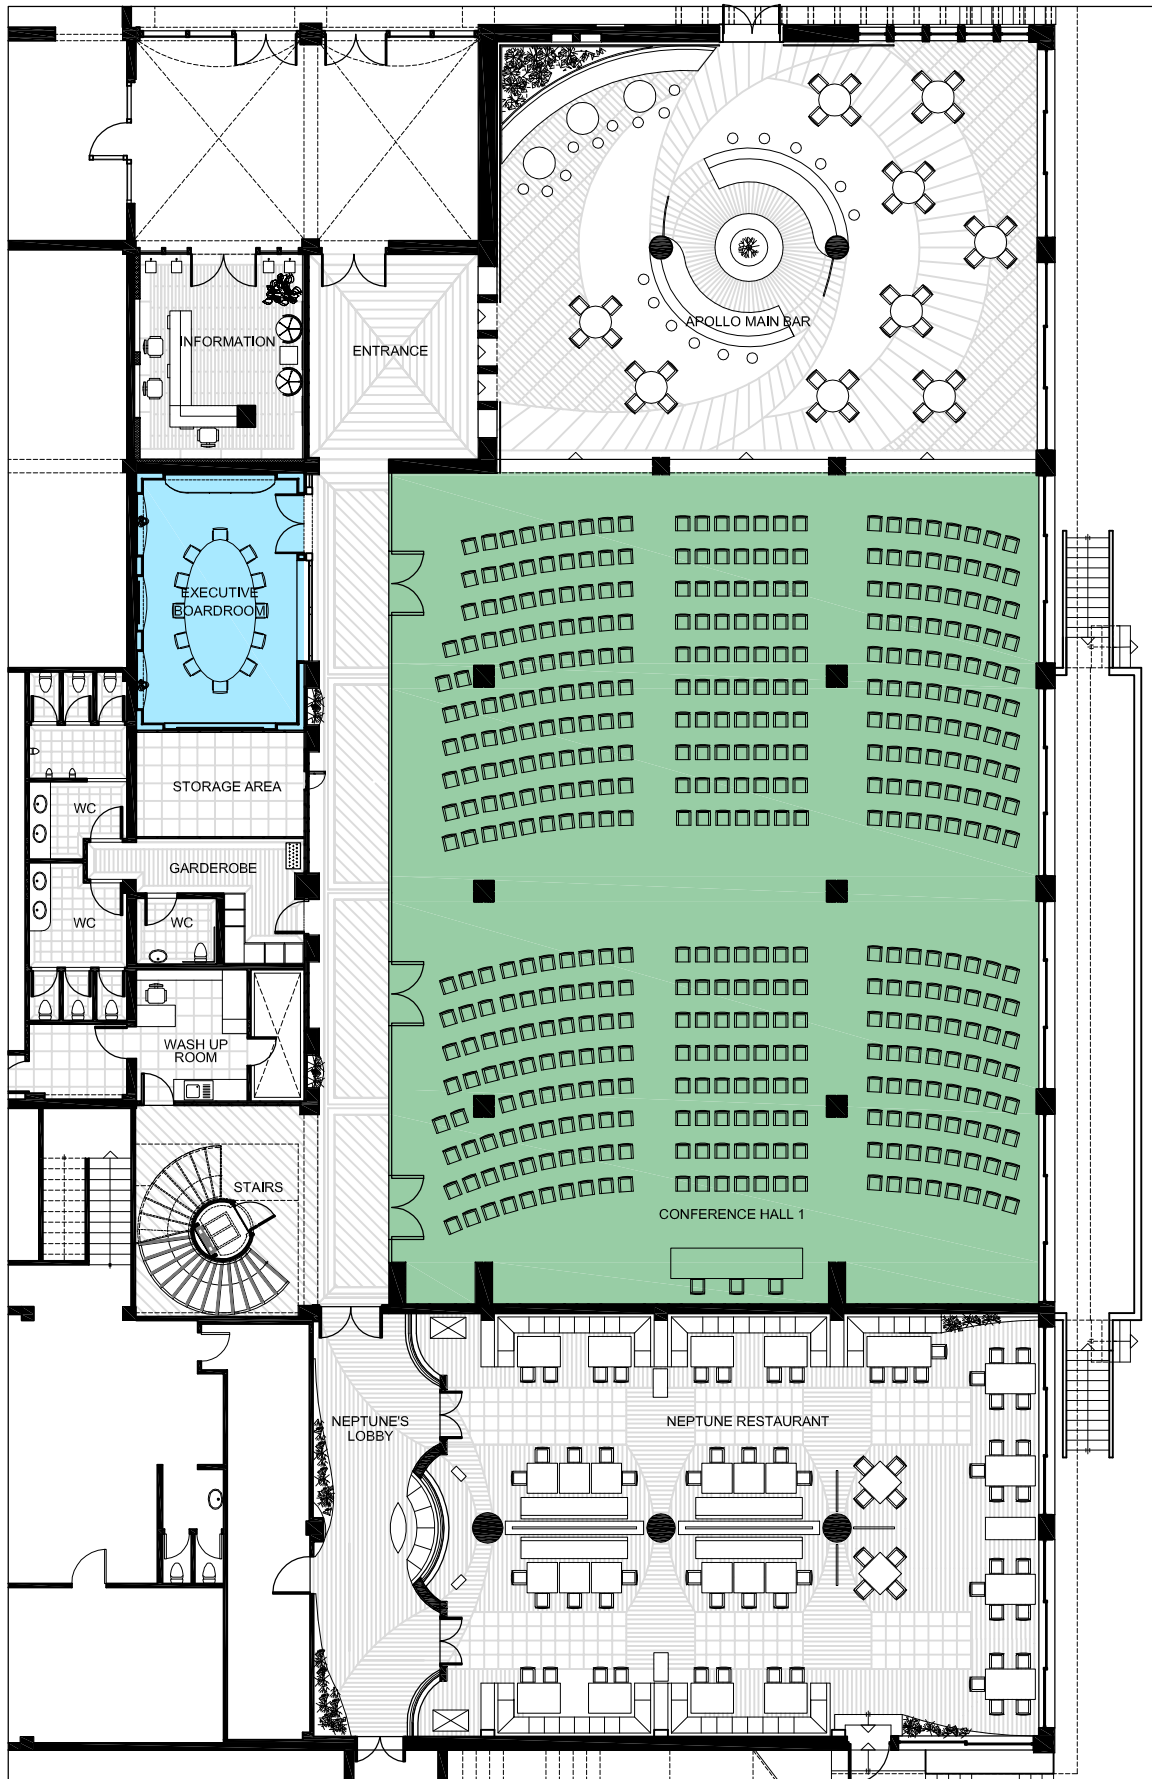 APOLLO MAIN BAR
INFORMATION
ENTRANCE
EXECUTIVE
BOARDROOM
STORAGE AREA
WC
GARDEROBE
WC
WC
WASH UP
ROOM
STAIRS
CONFERENCE HALL 1
NEPTUNE'S
LOBBY
NEPTUNE RESTAURANT